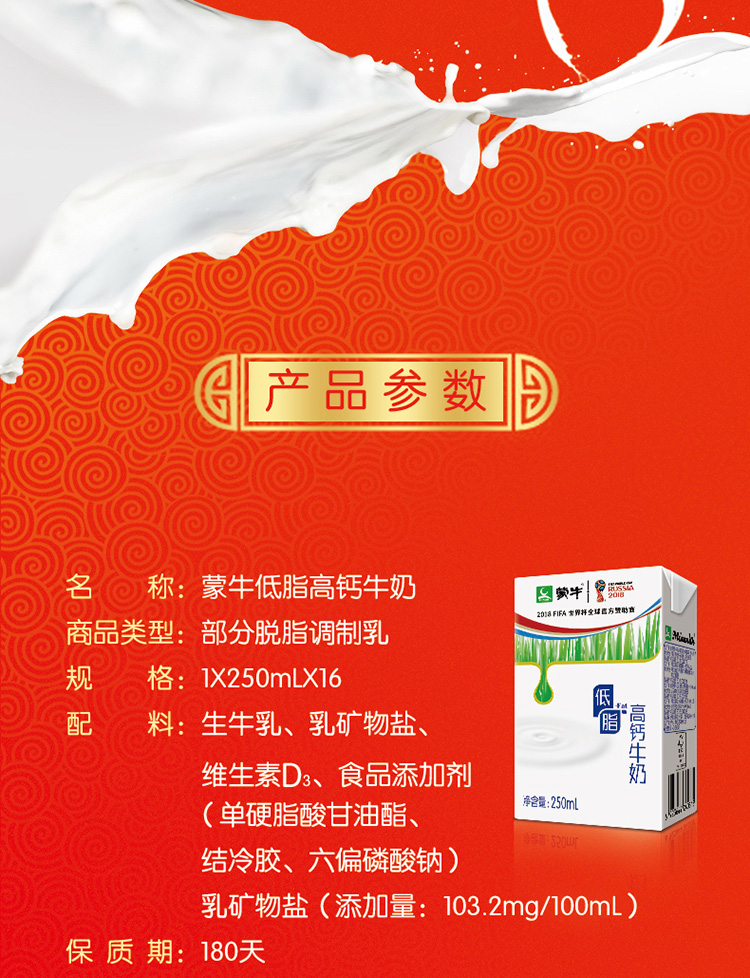 产品参数
名 称：蒙牛低脂高钙牛奶
商品类型：部分脱脂调制乳
规 格：1X250mLX16
配 料：生牛乳、乳矿物盐、
维生素D₃、食品添加剂
（单硬脂酸甘油酯、
结冷胶、六偏磷酸钠）
乳矿物盐（添加量：103.2mg/100mL）
保 质 期：180天
蒙牛
RUSSIA
2018
2018 FIFA 世界杯全球官方赞助商
低脂
高钙牛奶
净含量：250mL